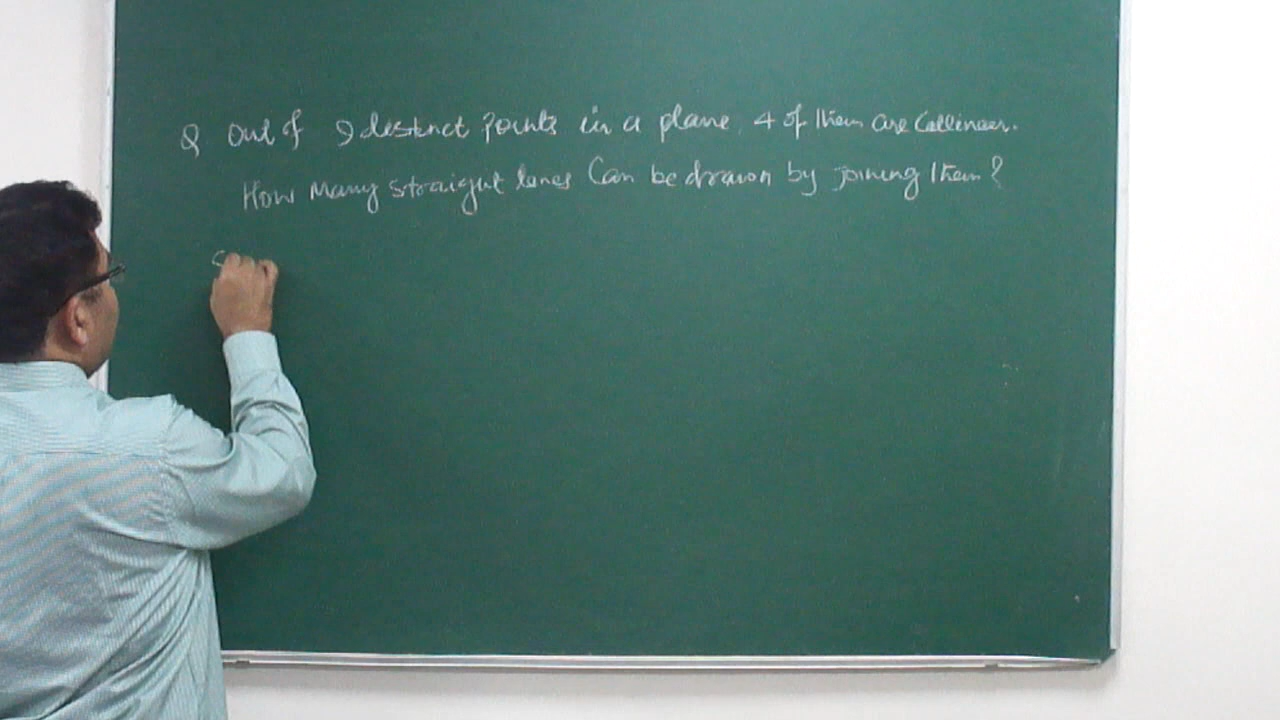 Q Out of 9 distinct points in a plane, 4 of them are Collinear.
How Many straight lines Can be drawn by joining them?
S